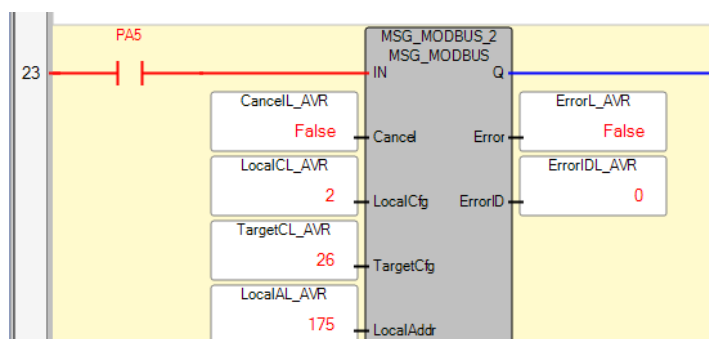 PA5
MSG_MODBUS_2
MSG_MODBUS
23
IN
Q
CancelL_AVR
False
Cancel
Error
ErrorL_AVR
False
LocalCL_AVR
2
LocalCfg
ErrorID
ErrorIDL_AVR
0
TargetCL_AVR
26
TargetCfg
LocalAL_AVR
175
LocalAddr